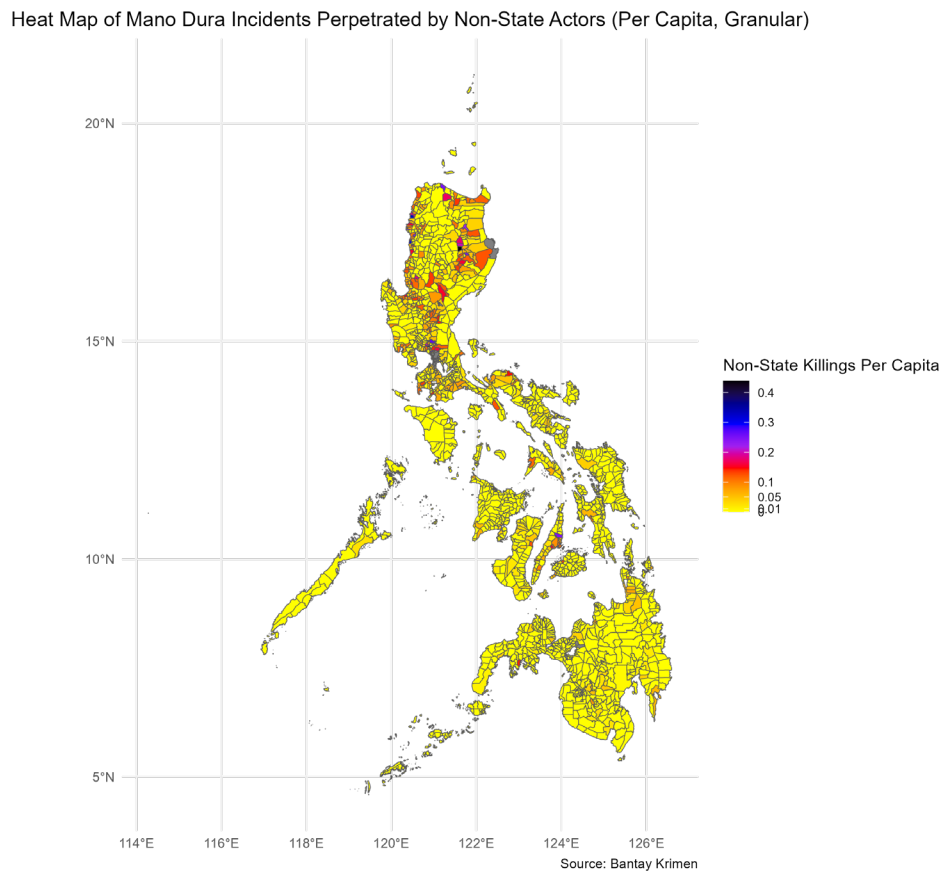 Heat Map of Mano Dura Incidents Perpetrated by Non-State Actors (Per Capita, Granular)
20°N
15°N
10°N
5°N
114°E 116°E 118°E 120°E 122°E 124°E 126°E
Non-State Killings Per Capita
0.4
0.3
0.2
0.1
0.05
0.01
0
Source: Bantay Krimen